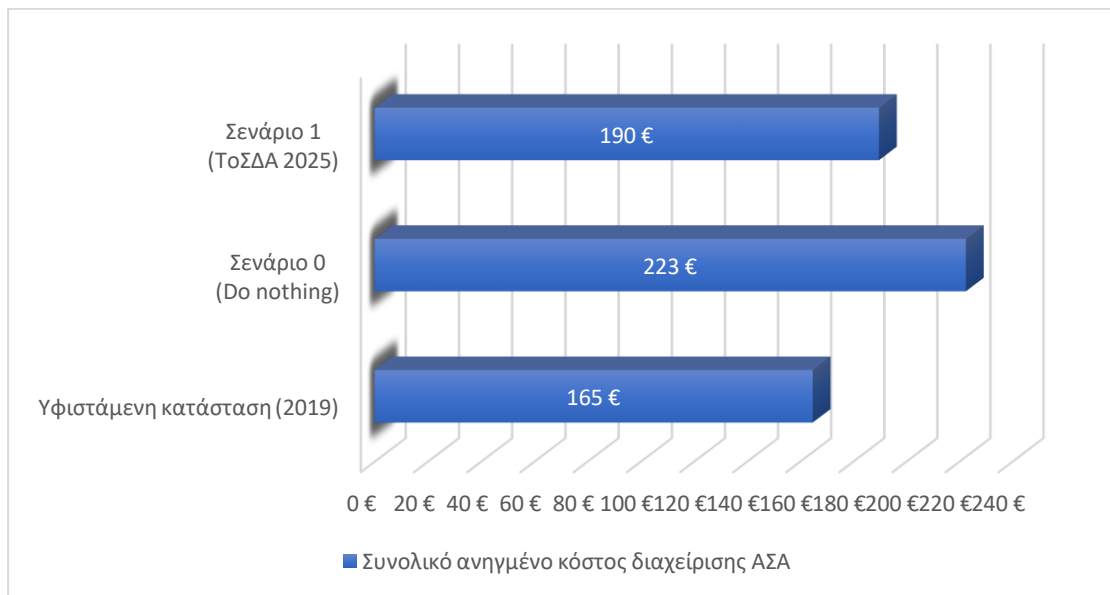 Σενάριο 1
(ΤοΣΔΑ 2025)
190 €
Σενάριο 0
(Do nothing)
223 €
Υφιστάμενη κατάσταση (2019)
165 €
0 € 20 € 40 € 60 € 80 € 100 € 120 € 140 € 160 € 180 € 200 € 220 € 240 €
Συνολικό ανηγμένο κόστος διαχείρισης ΑΣΑ